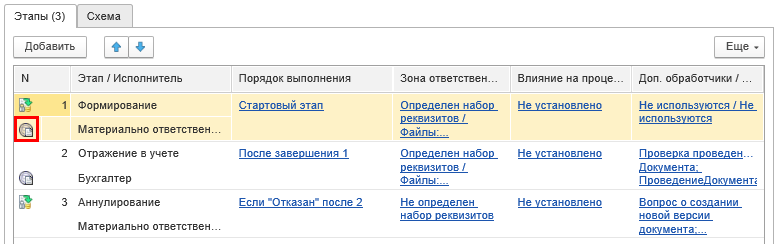 Этапы (3) Схема
Добавить Еще
N Этап / Исполнитель Порядок выполнения Зона ответствен... Влияние на проце... Доп. обработчики / ...
1 Формирование Стартовый этап Определен набор реквизитов / Файлы:... Не установлено Не используются / Не используются
Материально ответствен...
2 Отражение в учете После завершения 1 Определен набор реквизитов / Файлы:... Не установлено Проверка проведен... Документа; ПроведениеДокумента
Бухгалтер
3 Аннулирование Если "Отказан" после 2 Не определен набор реквизитов Не установлено Вопрос о создании новой версии документа;...
Материально ответствен...